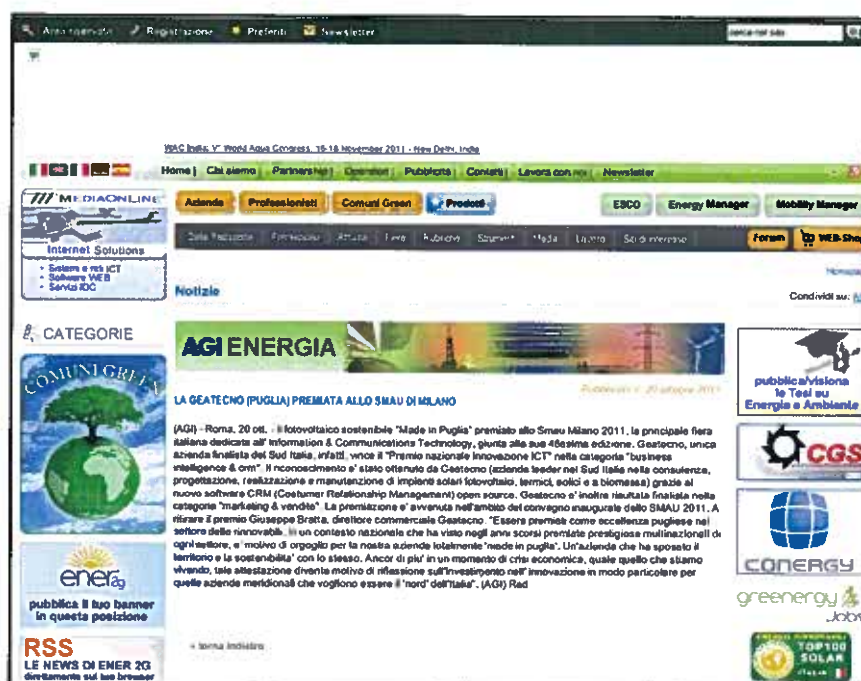 Area riservata Registrazione Preferiti Newsletter cerca nel sito
WAC India: V° World Aqua Congress, 16-18 November 2011 - New Delhi, India
Home | Chi siamo | Partnership | Operatori | Pubblicità | Contatti | Lavora con noi | Newsletter
MEDIAONLINE
Internet Solutions
• Sistemi e reti ICT
• Software WEB
• Servizi IDC
Aziende Professionisti Comuni Green Prodotti ESCO Energy Manager Mobility Manager
Fiere Rubriche Media Lavoro Forum WEB-Shop
Homepage
Notizie
Condividi su:
CATEGORIE
COMUNI GREEN
AGI ENERGIA
20 ottobre 2011
LA GEATECNO (PUGLIA) PREMIATA ALLO SMAU DI MILANO
(AGI) - Roma, 20 ott. - Il fotovoltaico sostenibile "Made in Puglia" premiato allo Smau Milano 2011, la principale fiera
italiana dedicata all' Information & Communications Technology, giunta alla sua 48esima edizione. Geatecno, unica
azienda finalista del Sud Italia, infatti, vince il "Premio nazionale Innovazione ICT" nella categoria "business
intelligence & crm". Il riconoscimento e' stato ottenuto da Geatecno (azienda leader nel Sud Italia nella consulenza,
progettazione, realizzazione e manutenzione di impianti solari fotovoltaici, termici, eolici e a biomassa) grazie al
nuovo software CRM (Costumer Relationship Management) open source. Geatecno e' inoltre risultata finalista nella
categoria "marketing & vendite". La premiazione e' avvenuta nell'ambito del convegno inaugurale dello SMAU 2011. A
ritirare il premio Giuseppe Bratta, direttore commerciale Geatecno. "Essere premiati come eccellenza pugliese nel
settore delle rinnovabili, in un contesto nazionale che ha visto negli anni scorsi premiate prestigiose multinazionali di
ogni settore, e' motivo di orgoglio per la nostra azienda totalmente 'made in puglia'. Un'azienda che ha sposato il
territorio e la sostenibilita' con lo stesso. Ancor di piu' in un momento di crisi economica, quale quello che stiamo
vivendo, tale attestazione diventa motivo di riflessione sull'investimento nell' innovazione in modo particolare per
quelle aziende meridionali che vogliono essere il 'nord' dell'Italia". (AGI) Red
« torna indietro
ener2g
pubblica il tuo banner
in questa posizione
RSS
LE NEWS DI ENER 2G
direttamente sul tuo browser
pubblica/visiona
le Tesi su
Energia e Ambiente
CGS
CONERGY
greenergy
Jobs
TOP100
SOLAR
Italia